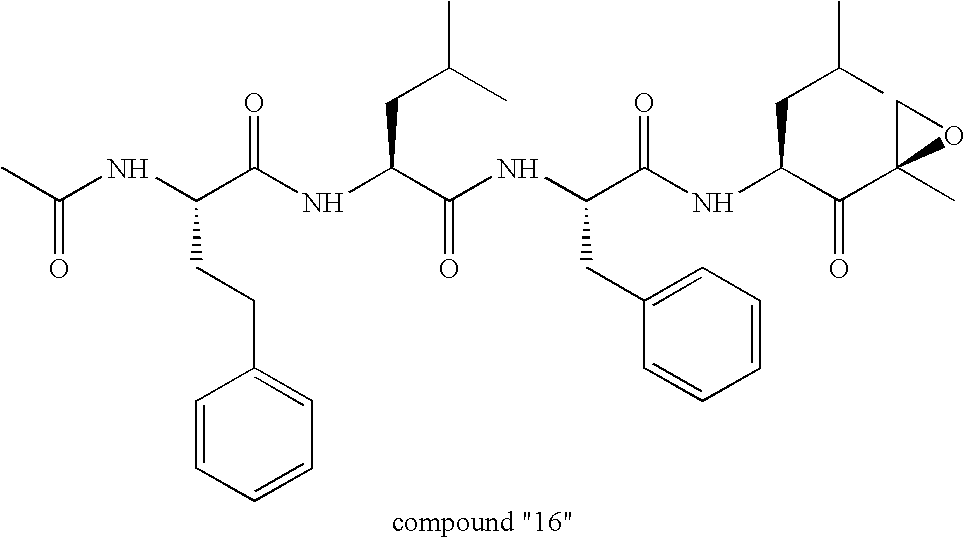 O O
NH NH O
NH NH
O O O
compound "16"